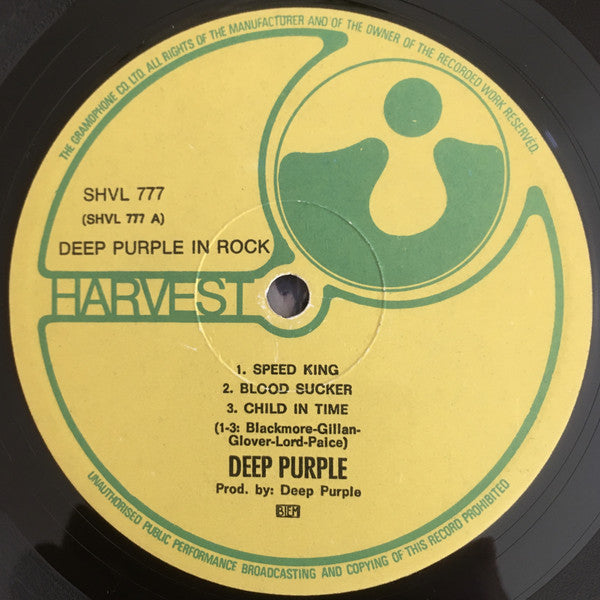 THE GRAMOPHONE CO. LTD. ALL RIGHTS OF THE MANUFACTURER AND OF THE OWNER OF THE RECORDED WORK RESERVED.
SHVL 777
(SHVL 777 A)
DEEP PURPLE IN ROCK
HARVEST
1. SPEED KING
2. BLOOD SUCKER
3. CHILD IN TIME
(1-3: Blackmore-Gillan-
Glover-Lord-Paice)
DEEP PURPLE
Prod. by: Deep Purple
BIEM
UNAUTHORISED PUBLIC PERFORMANCE BROADCASTING AND COPYING OF THIS RECORD PROHIBITED